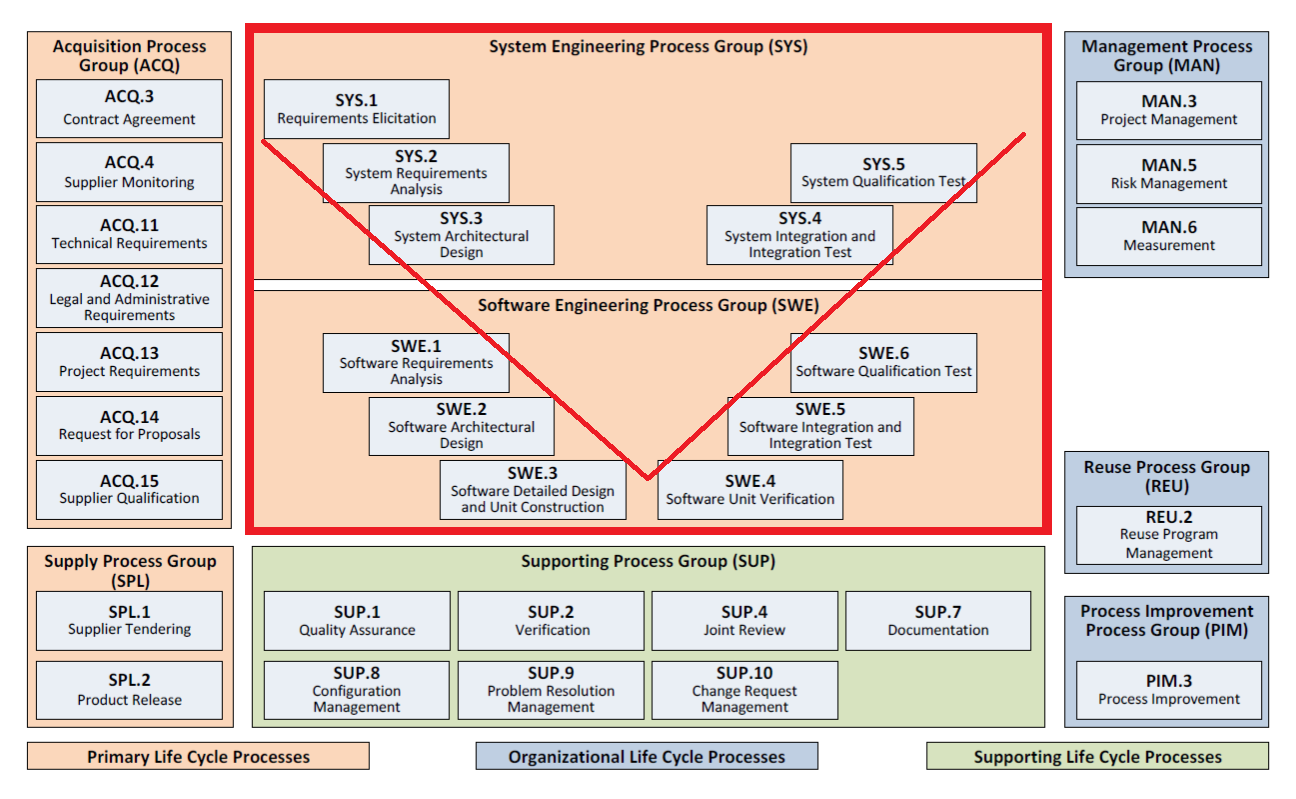 Acquisition Process
Group (ACQ)
ACQ.3
Contract Agreement
ACQ.4
Supplier Monitoring
ACQ.11
Technical Requirements
ACQ.12
Legal and Administrative
Requirements
ACQ.13
Project Requirements
ACQ.14
Request for Proposals
ACQ.15
Supplier Qualification
System Engineering Process Group (SYS)
SYS.1
Requirements Elicitation
SYS.2
System Requirements
Analysis
SYS.3
System Architectural
Design
SYS.5
System Qualification Test
SYS.4
System Integration and
Integration Test
Software Engineering Process Group (SWE)
SWE.1
Software Requirements
Analysis
SWE.2
Software Architectural
Design
SWE.3
Software Detailed Design
and Unit Construction
SWE.6
Software Qualification Test
SWE.5
Software Integration and
Integration Test
SWE.4
Software Unit Verification
Management Process
Group (MAN)
MAN.3
Project Management
MAN.5
Risk Management
MAN.6
Measurement
Reuse Process Group
(REU)
REU.2
Reuse Program
Management
Supply Process Group
(SPL)
SPL.1
Supplier Tendering
SPL.2
Product Release
Supporting Process Group (SUP)
SUP.1
Quality Assurance
SUP.2
Verification
SUP.4
Joint Review
SUP.7
Documentation
SUP.8
Configuration
Management
SUP.9
Problem Resolution
Management
SUP.10
Change Request
Management
Process Improvement
Process Group (PIM)
PIM.3
Process Improvement
Primary Life Cycle Processes
Organizational Life Cycle Processes
Supporting Life Cycle Processes